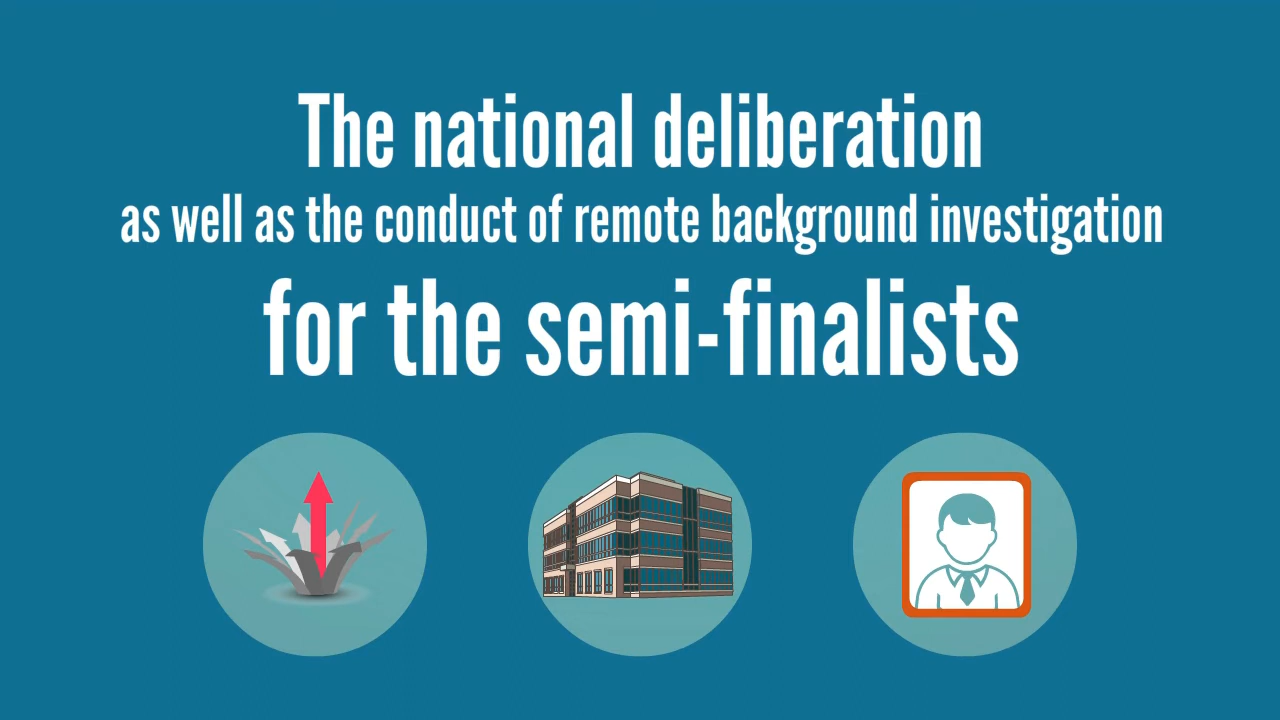 The national deliberation
as well as the conduct of remote background investigation
for the semi-finalists